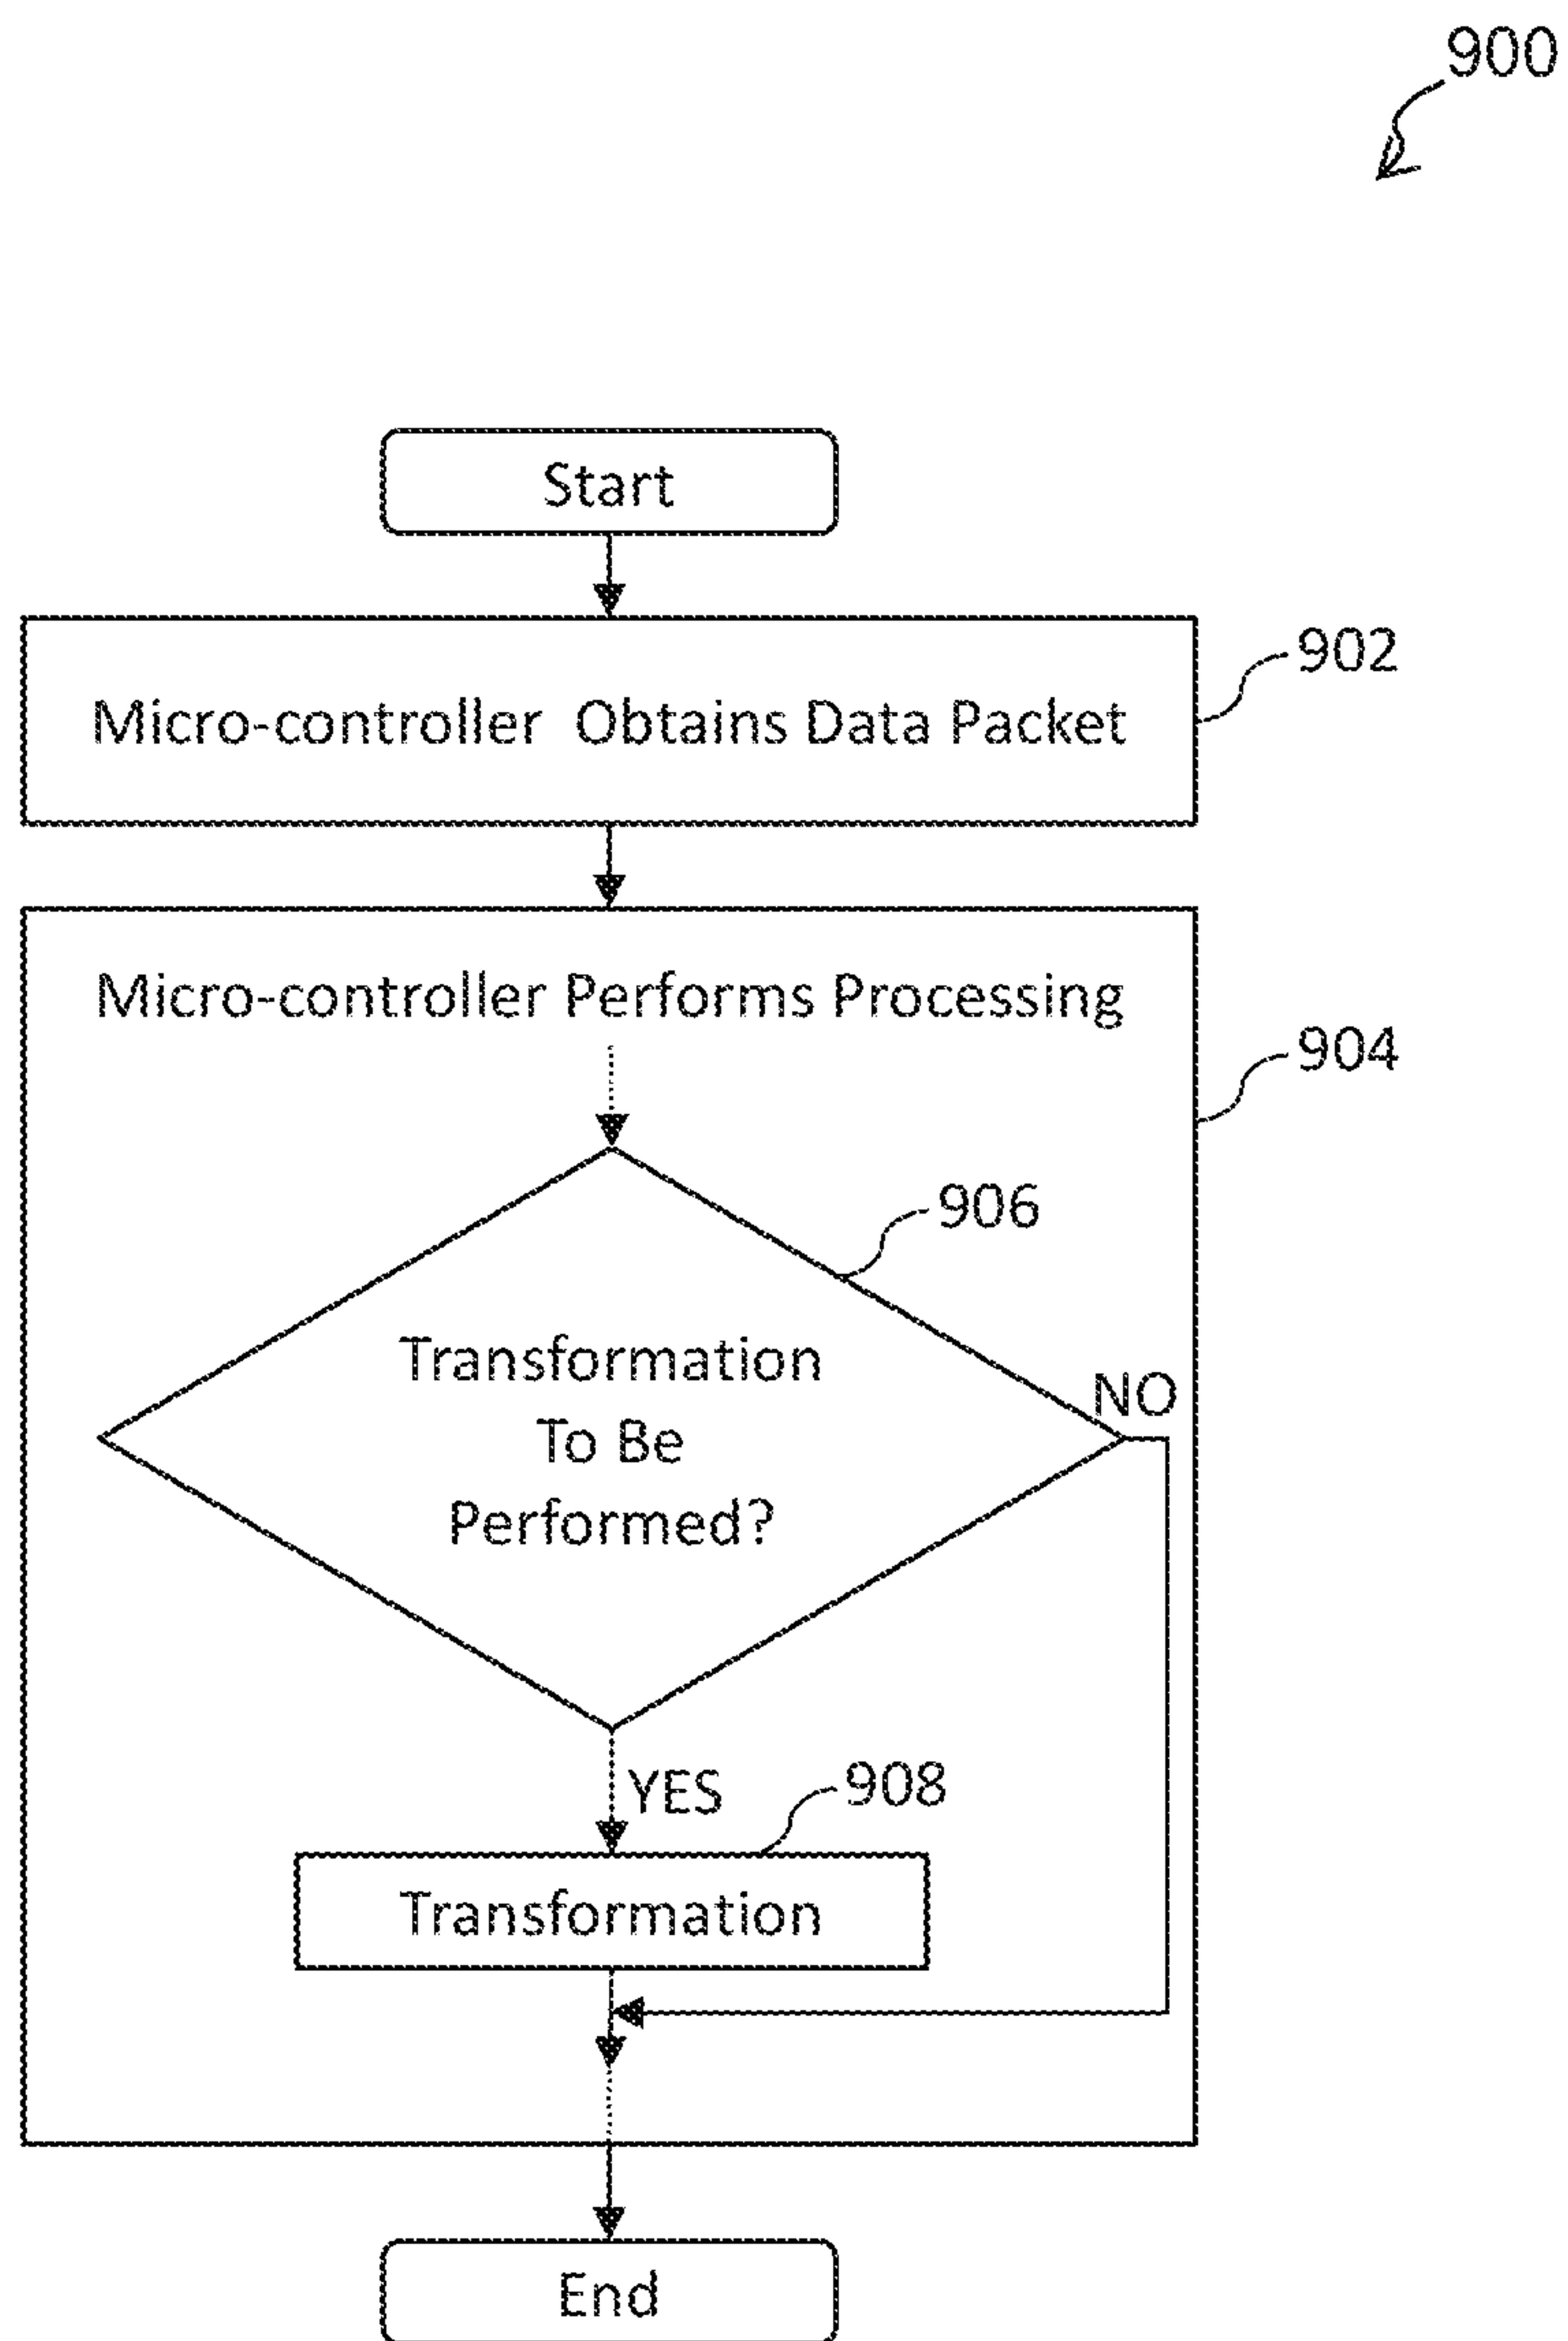 900
Start
Micro-controller Obtains Data Packet
902
Micro-controller Performs Processing
904
906
Transformation
To Be
Performed?
NO
YES
908
Transformation
End